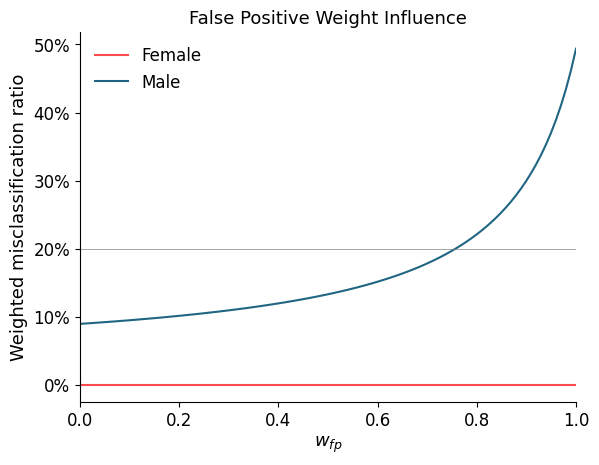 False Positive Weight Influence
Weighted misclassification ratio
50%
40%
30%
20%
10%
0%
Female
Male
0.0 0.2 0.4 0.6 0.8 1.0
w_fp